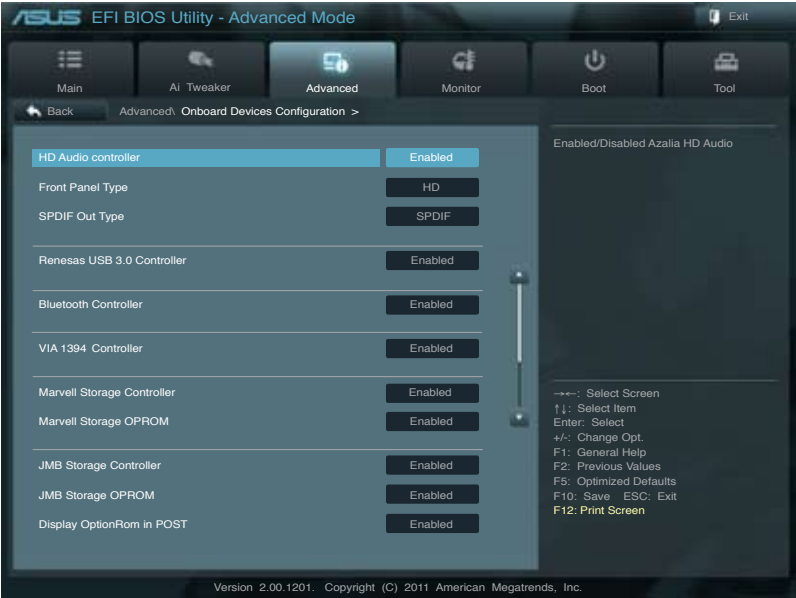 ASUS EFI BIOS Utility - Advanced Mode
Exit
Main Ai Tweaker Advanced Monitor Boot Tool
Back Advanced\ Onboard Devices Configuration >
HD Audio controller Enabled
Front Panel Type HD
SPDIF Out Type SPDIF
Renesas USB 3.0 Controller Enabled
Bluetooth Controller Enabled
VIA 1394 Controller Enabled
Marvell Storage Controller Enabled
Marvell Storage OPROM Enabled
JMB Storage Controller Enabled
JMB Storage OPROM Enabled
Display OptionRom in POST Enabled
Enabled/Disabled Azalia HD Audio
→←: Select Screen
↑↓: Select Item
Enter: Select
+/-: Change Opt.
F1: General Help
F2: Previous Values
F5: Optimized Defaults
F10: Save ESC: Exit
F12: Print Screen
Version 2.00.1201. Copyright (C) 2011 American Megatrends, Inc.